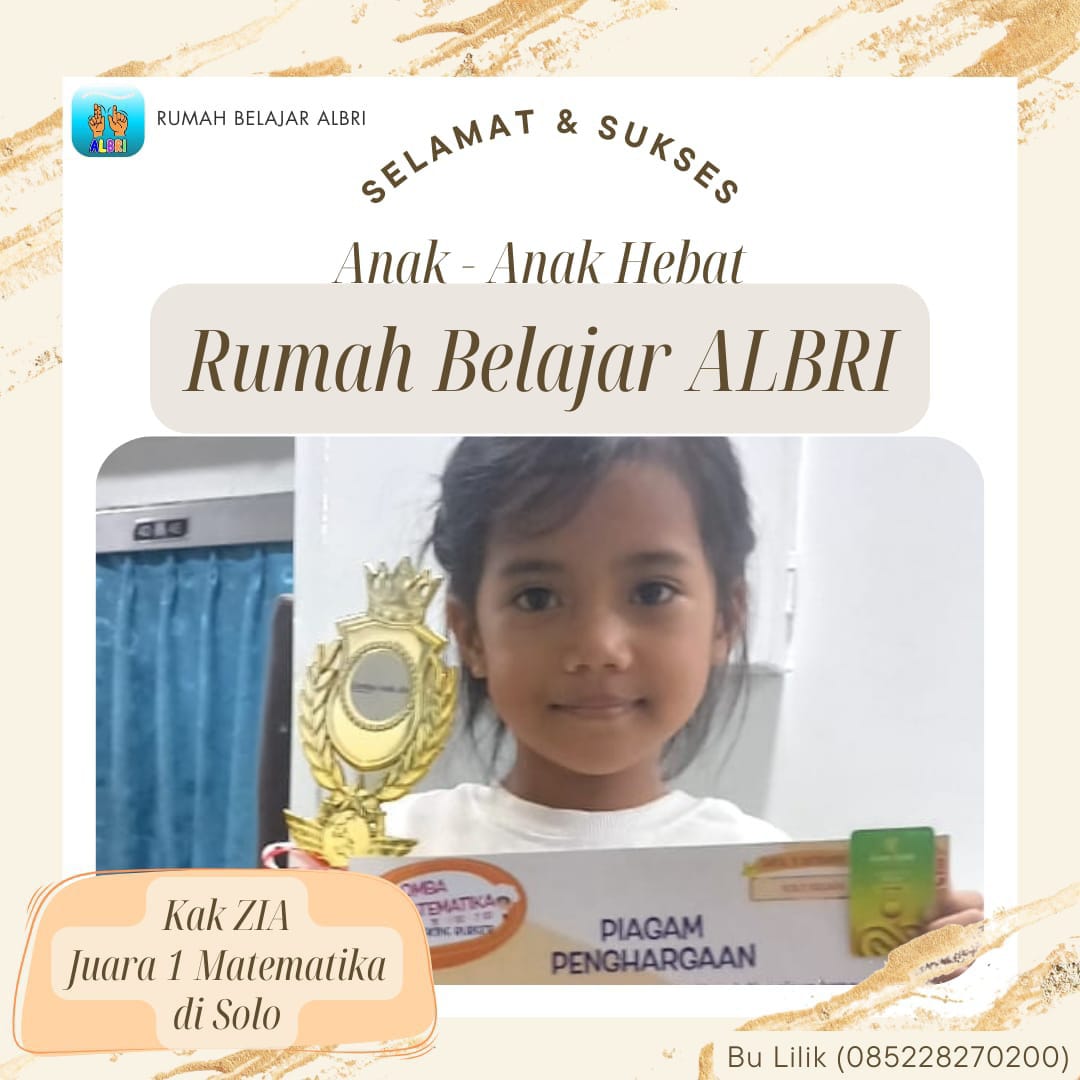 ALBRI
RUMAH BELAJAR ALBRI
SELAMAT & SUKSES
Anak - Anak Hebat
Rumah Belajar ALBRI
PIAGAM
PENGHARGAAN
Kak ZIA
Juara 1 Matematika
di Solo
Bu Lilik (085228270200)